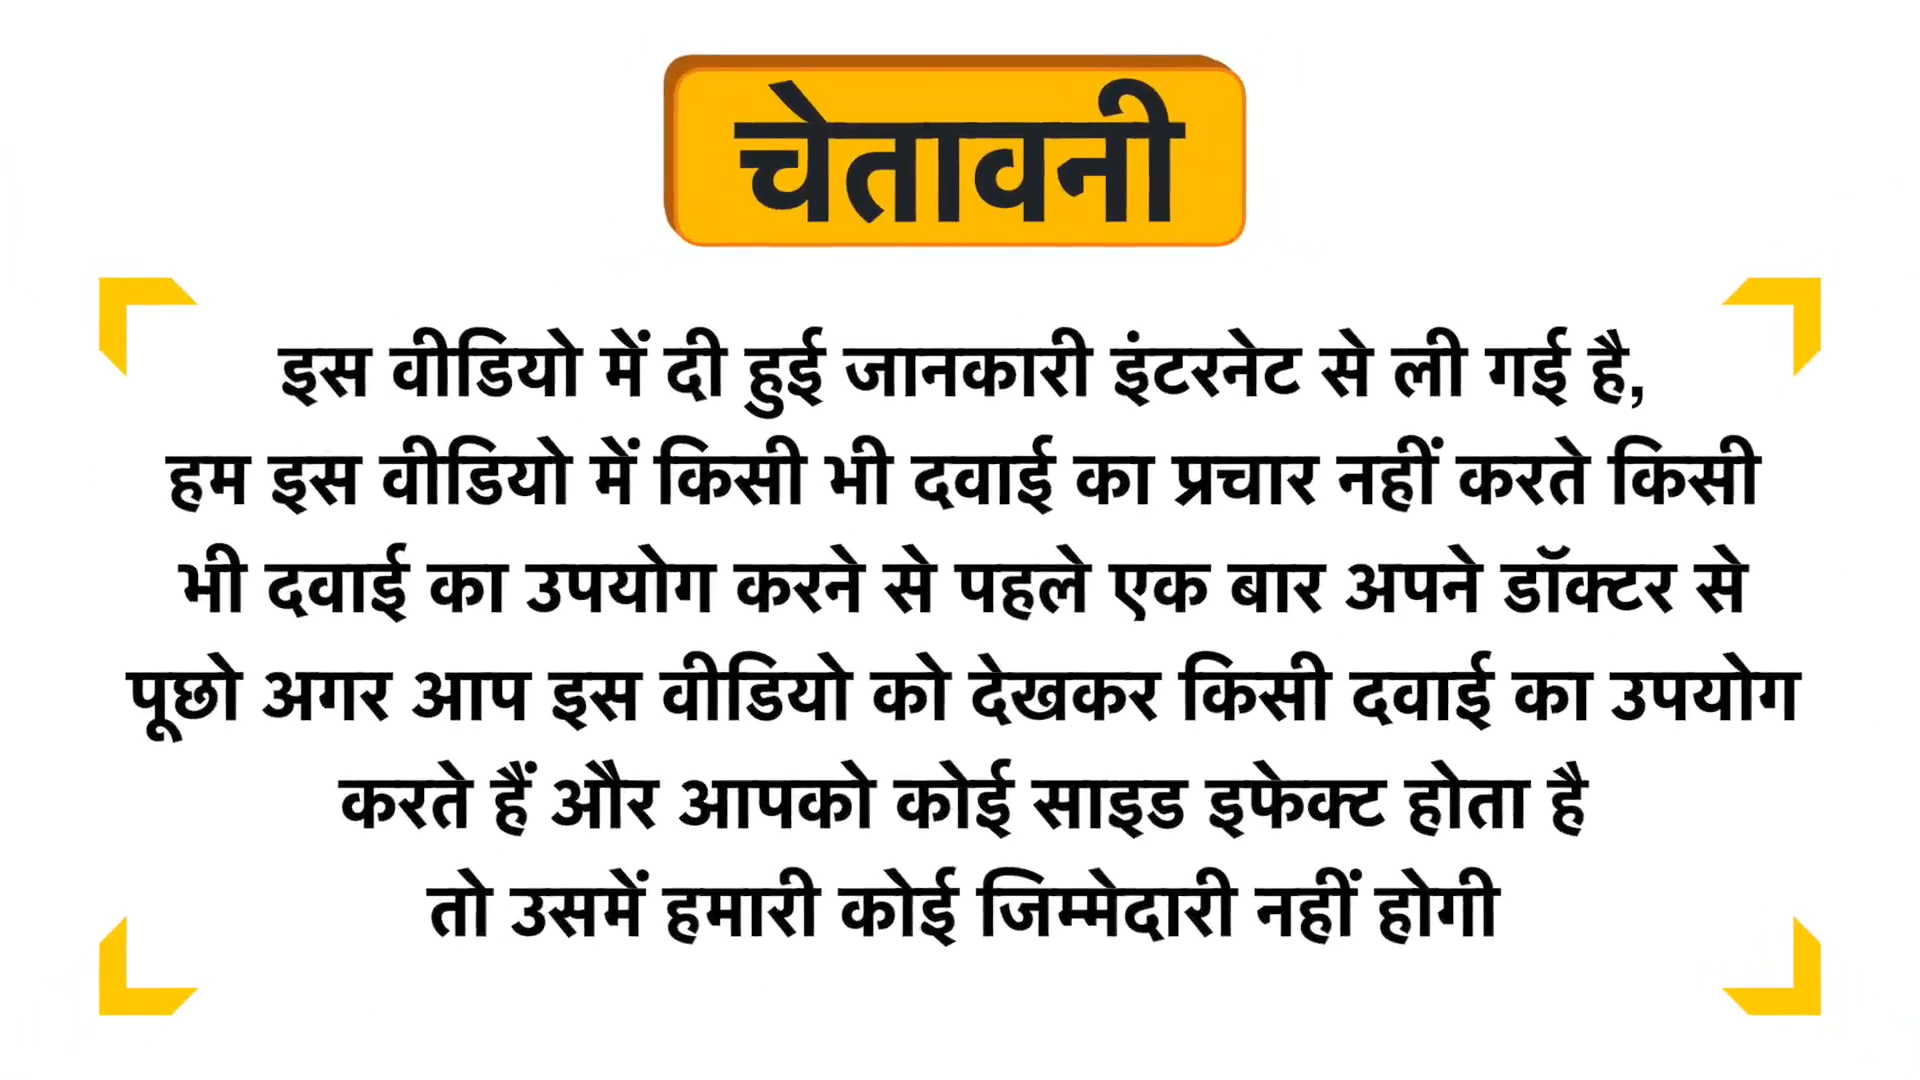 चेतावनी
इस वीडियो में दी हुई जानकारी इंटरनेट से ली गई है,
हम इस वीडियो में किसी भी दवाई का प्रचार नहीं करते किसी
भी दवाई का उपयोग करने से पहले एक बार अपने डॉक्टर से
पूछो अगर आप इस वीडियो को देखकर किसी दवाई का उपयोग
करते हैं और आपको कोई साइड इफेक्ट होता है
तो उसमें हमारी कोई जिम्मेदारी नहीं होगी